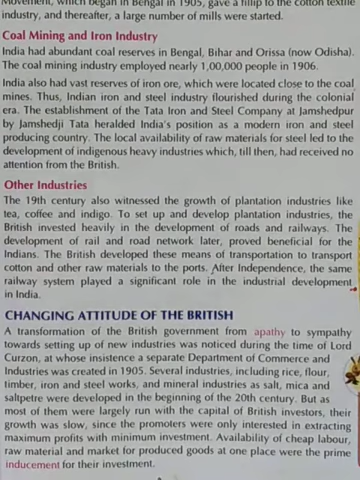 Movement, which began in Bengal in 1905, gave a fillip to the cotton textile
industry, and thereafter, a large number of mills were started.
Coal Mining and Iron Industry
India had abundant coal reserves in Bengal, Bihar and Orissa (now Odisha).
The coal mining industry employed nearly 1,00,000 people in 1906.
India also had vast reserves of iron ore, which were located close to the coal
mines. Thus, Indian iron and steel industry flourished during the colonial
era. The establishment of the Tata Iron and Steel Company at Jamshedpur
by Jamshedji Tata heralded India's position as a modern iron and steel
producing country. The local availability of raw materials for steel led to the
development of indigenous heavy industries which, till then, had received no
attention from the British.
Other Industries
The 19th century also witnessed the growth of plantation industries like
tea, coffee and indigo. To set up and develop plantation industries, the
British invested heavily in the development of roads and railways. The
development of rail and road network later, proved beneficial for the
Indians. The British developed these means of transportation to transport
cotton and other raw materials to the ports. After Independence, the same
railway system played a significant role in the industrial development
in India.
CHANGING ATTITUDE OF THE BRITISH
A transformation of the British government from apathy to sympathy
towards setting up of new industries was noticed during the time of Lord
Curzon, at whose insistence a separate Department of Commerce and
Industries was created in 1905. Several industries, including rice, flour,
timber, iron and steel works, and mineral industries as salt, mica and
saltpetre were developed in the beginning of the 20th century. But as
most of them were largely run with the capital of British investors, their
growth was slow, since the promoters were only interested in extracting
maximum profits with minimum investment. Availability of cheap labour,
raw material and market for produced goods at one place were the prime
inducement for their investment.